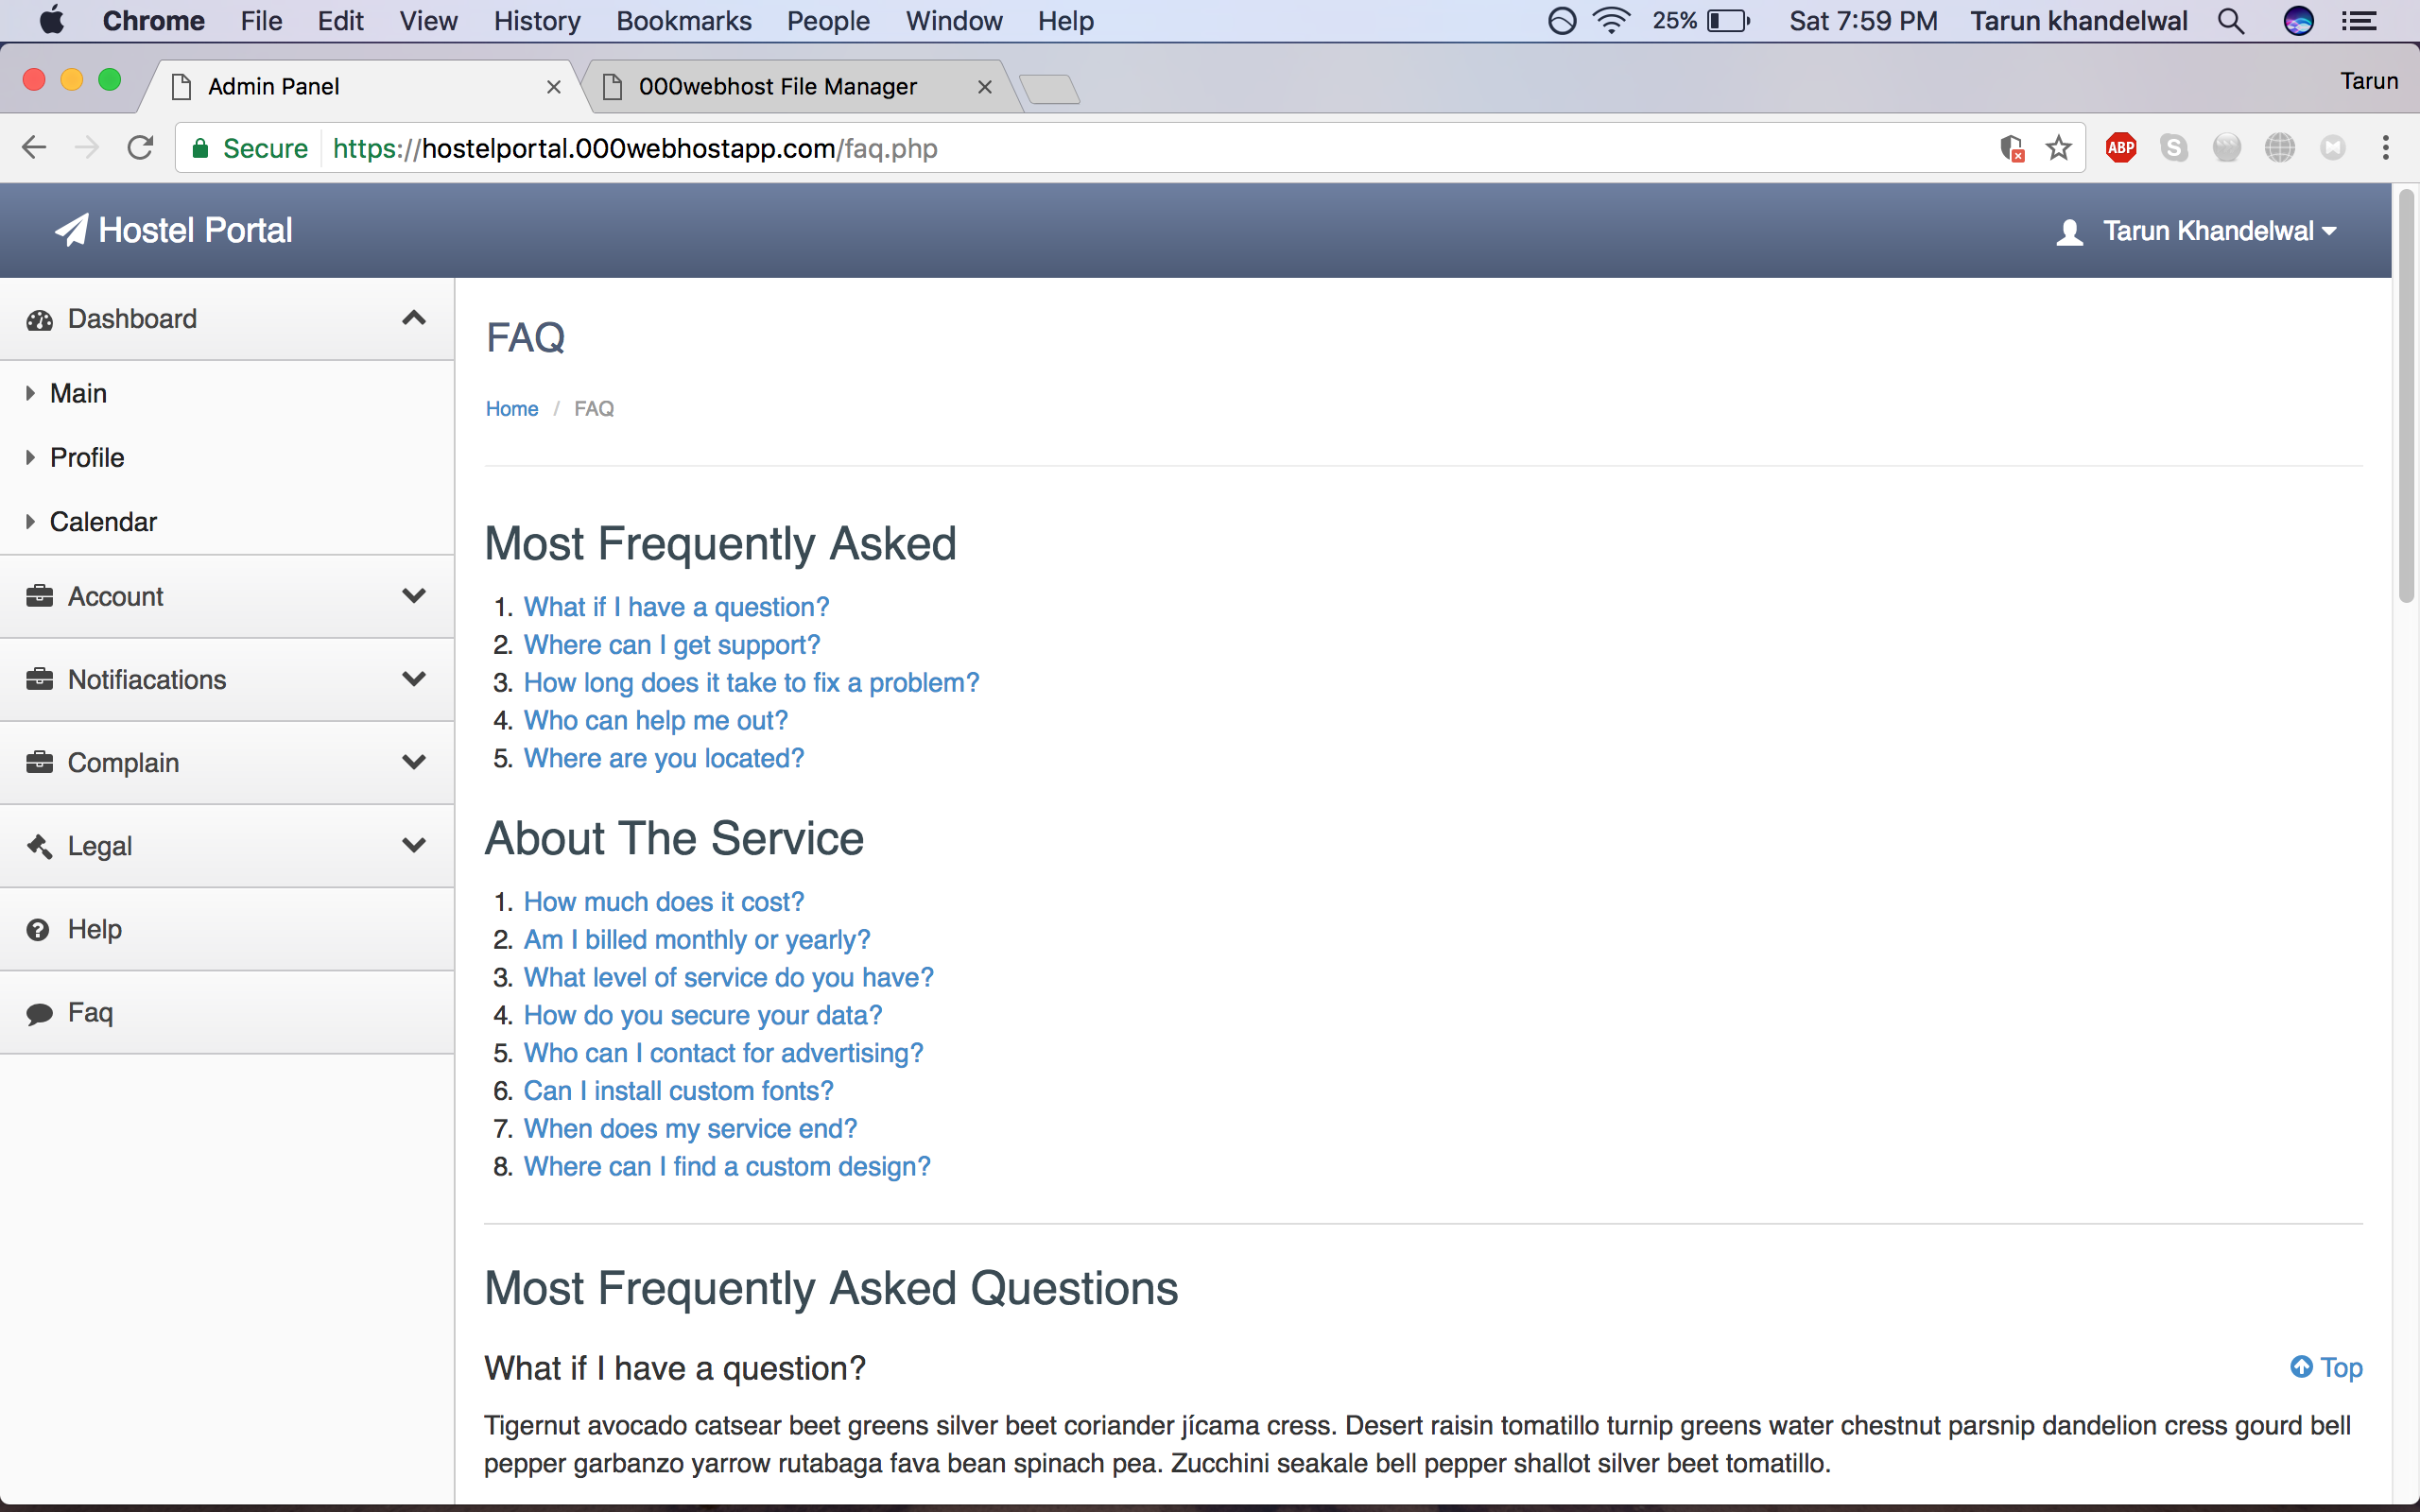 Chrome File Edit View History Bookmarks People Window Help 25% Sat 7:59 PM Tarun khandelwal
Admin Panel 000webhost File Manager Tarun
Secure https://hostelportal.000webhostapp.com/faq.php ABP S
Hostel Portal Tarun Khandelwal
Dashboard
Main
Profile
Calendar
Account
Notifiacations
Complain
Legal
Help
Faq
FAQ
Home / FAQ
Most Frequently Asked
1. What if I have a question?
2. Where can I get support?
3. How long does it take to fix a problem?
4. Who can help me out?
5. Where are you located?
About The Service
1. How much does it cost?
2. Am I billed monthly or yearly?
3. What level of service do you have?
4. How do you secure your data?
5. Who can I contact for advertising?
6. Can I install custom fonts?
7. When does my service end?
8. Where can I find a custom design?
Most Frequently Asked Questions
What if I have a question? Top
Tigernut avocado catsear beet greens silver beet coriander jícama cress. Desert raisin tomatillo turnip greens water chestnut parsnip dandelion cress gourd bell
pepper garbanzo yarrow rutabaga fava bean spinach pea. Zucchini seakale bell pepper shallot silver beet tomatillo.